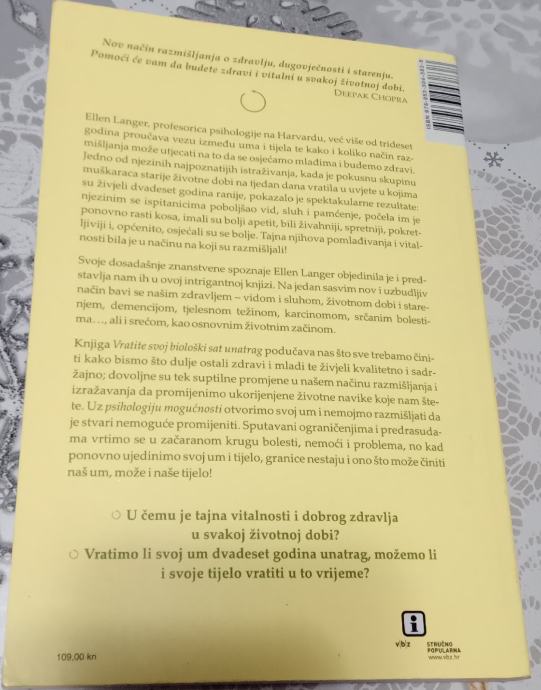 Nov način razmišljanja o zdravlju, dugovječnosti i starenju.
Pomoći će vam da budete zdravi i vitalni u svakoj životnoj dobi.
DEEPAK CHOPRA
Ellen Langer, profesorica psihologije na Harvardu, već više od trideset
godina proučava vezu između uma i tijela te kako i koliko način raz-
mišljanja može utjecati na to da se osjećamo mladima i budemo zdravi.
Jedno od njezinih najpoznatijih istraživanja, kada je pokusnu skupinu
muškaraca starije životne dobi na tjedan dana vratila u uvjete u kojima
su živjeli dvadeset godina ranije, pokazalo je spektakularne rezultate:
njezinim se ispitanicima poboljšao vid, sluh i pamćenje, počela im je
ponovno rasti kosa, imali su bolji apetit, bili živahniji, spretniji, pokret-
ljiviji i, općenito, osjećali su se bolje. Tajna njihova pomlađivanja i vital-
nosti bila je u načinu na koji su razmišljali!
Svoje dosadašnje znanstvene spoznaje Ellen Langer objedinila je i pred-
stavlja nam ih u ovoj intrigantnoj knjizi. Na jedan sasvim nov i uzbudljiv
način bavi se našim zdravljem – vidom i sluhom, životnom dobi i stare-
njem, demencijom, tjelesnom težinom, karcinomom, srčanim bolesti-
ma…, ali i srećom, kao osnovnim životnim začinom.
Knjiga Vratite svoj biološki sat unatrag podučava nas što sve trebamo čini-
ti kako bismo što dulje ostali zdravi i mladi te živjeli kvalitetno i sadr-
žajno; dovoljne su tek suptilne promjene u našem načinu razmišljanja i
izražavanja da promijenimo ukorijenjene životne navike koje nam šte-
te. Uz psihologiju mogućnosti otvorimo svoj um i nemojmo razmišljati da
je stvari nemoguće promijeniti. Sputavani ograničenjima i predrasuda-
ma vrtimo se u začaranom krugu bolesti, nemoći i problema, no kad
ponovno ujedinimo svoj um i tijelo, granice nestaju i ono što može činiti
naš um, može i naše tijelo!
U čemu je tajna vitalnosti i dobrog zdravlja
u svakoj životnoj dobi?
Vratimo li svoj um dvadeset godina unatrag, možemo li
i svoje tijelo vratiti u to vrijeme?
i
v|b|z
STRUČNO
POPULARNA
www.vbz.hr
109,00 kn